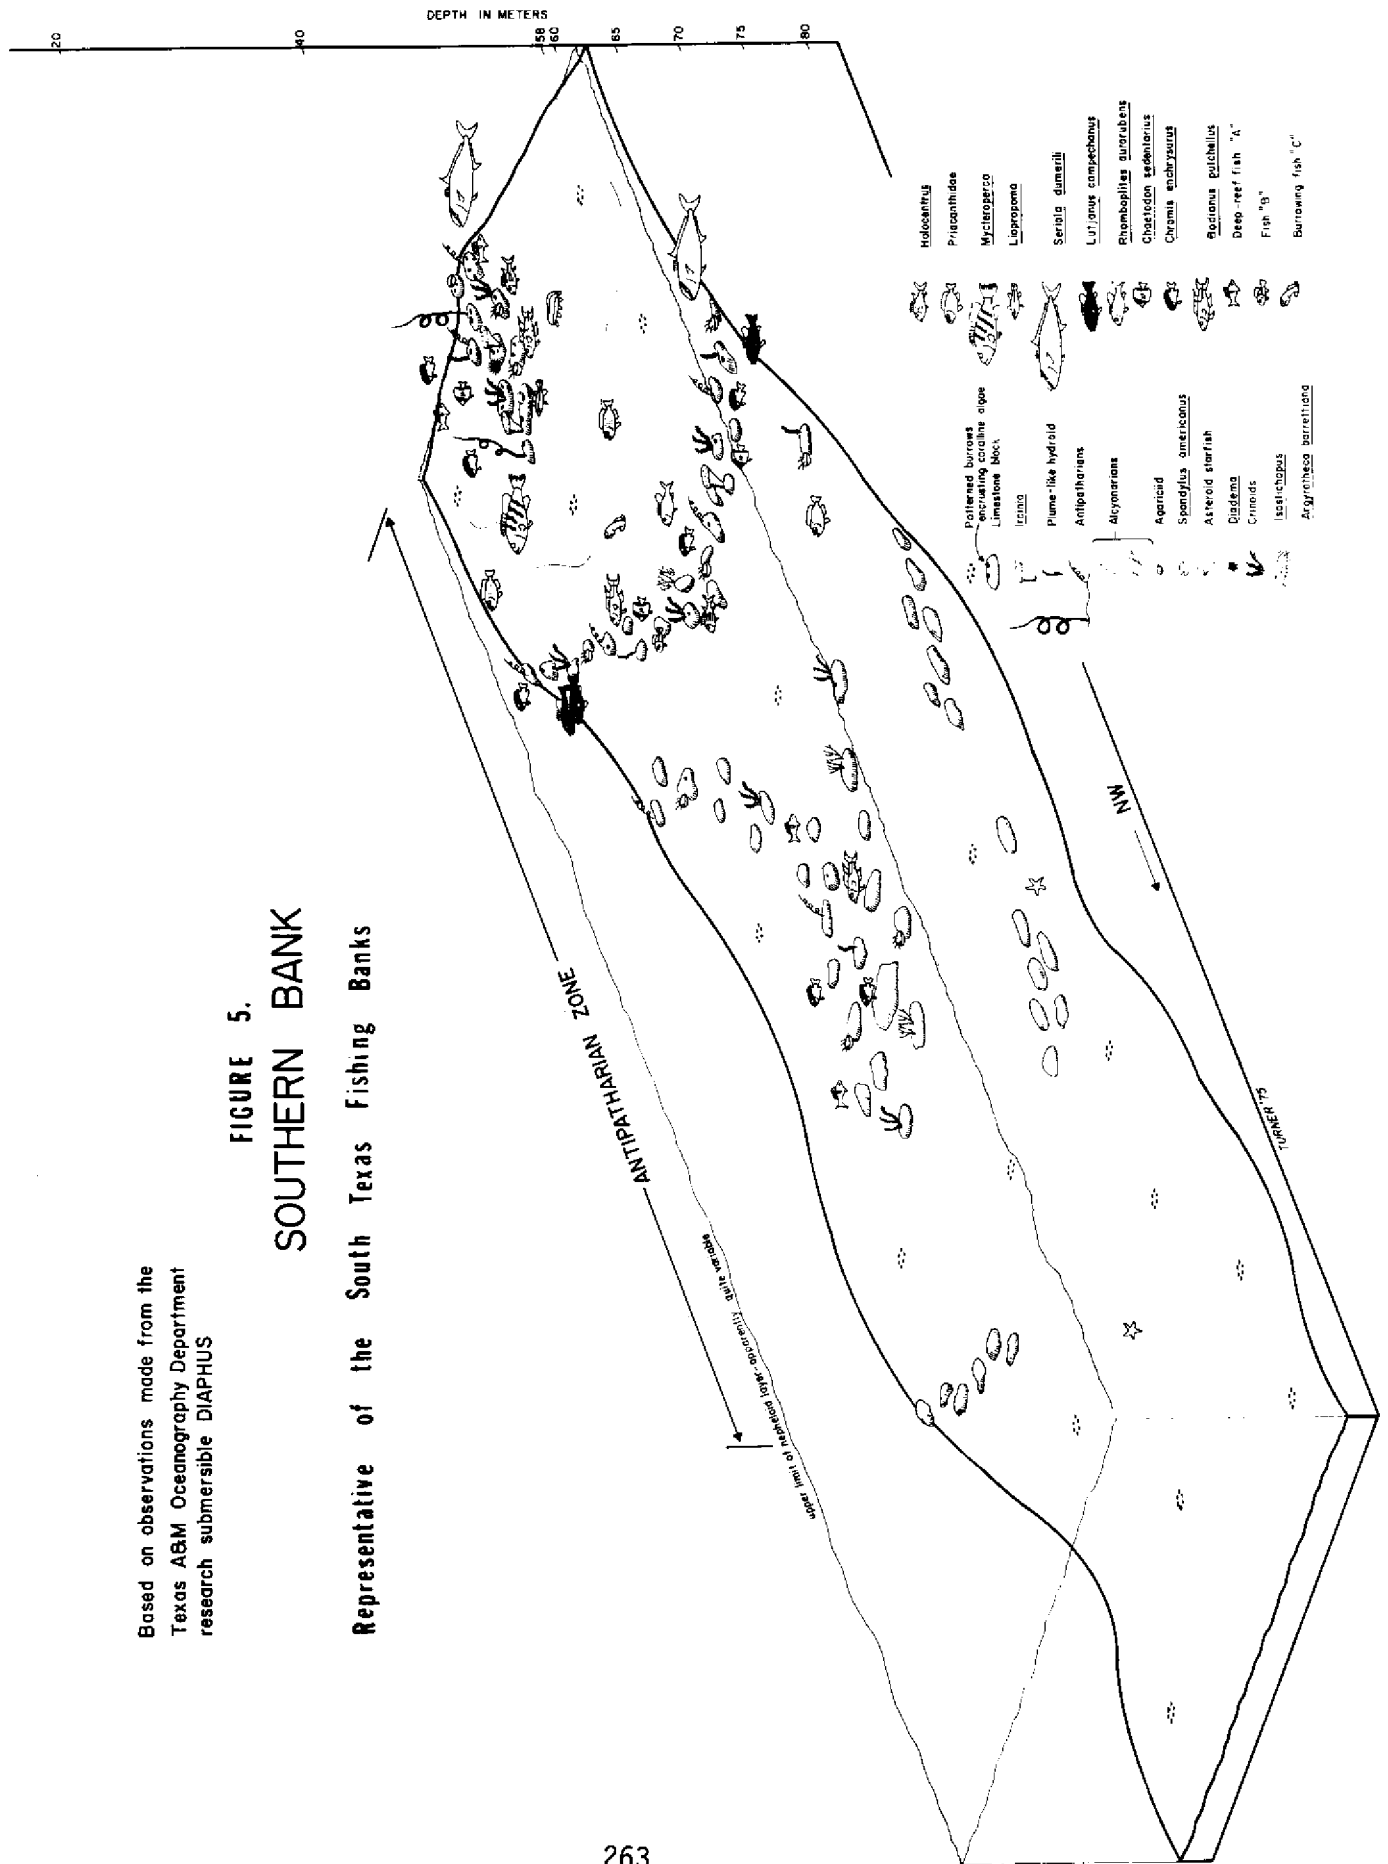 Based on observations made from the
Texas A&M Oceanography Department
research submersible DIAPHUS
FIGURE 5.
SOUTHERN BANK
Representative of the South Texas Fishing Banks
DEPTH IN METERS
20
40
58
60
65
70
75
80
ANTIPATHARIAN ZONE
upper limit of nepheloid layer-apparently quite variable
NW
TURNER '75
Patterned burrows
encrusting coralline algae
Limestone block
Ircinia
Plume-like hydroid
Antipatharians
Alcyonarians
Agariciid
Spondylus americanus
Asteroid starfish
Diadema
Crinoids
Isostichopus
Argyrotheca barrettiana
Holocentrus
Priacanthidae
Mycteroperca
Liopropoma
Seriola dumerili
Lutjanus campechanus
Rhomboplites aurorubens
Chaetodon sedentarius
Chromis enchrysurus
Bodianus pulchellus
Deep-reef fish "A"
Fish "B"
Burrowing fish "C"
263